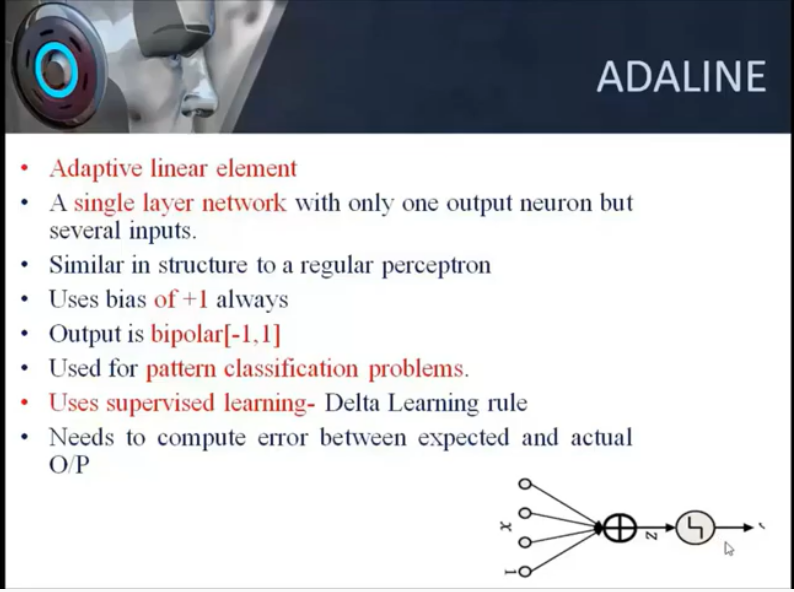 ADALINE
• Adaptive linear element
• A single layer network with only one output neuron but
several inputs.
• Similar in structure to a regular perceptron
• Uses bias of +1 always
• Output is bipolar[-1,1]
• Used for pattern classification problems.
• Uses supervised learning- Delta Learning rule
• Needs to compute error between expected and actual
O/P
x
1
z